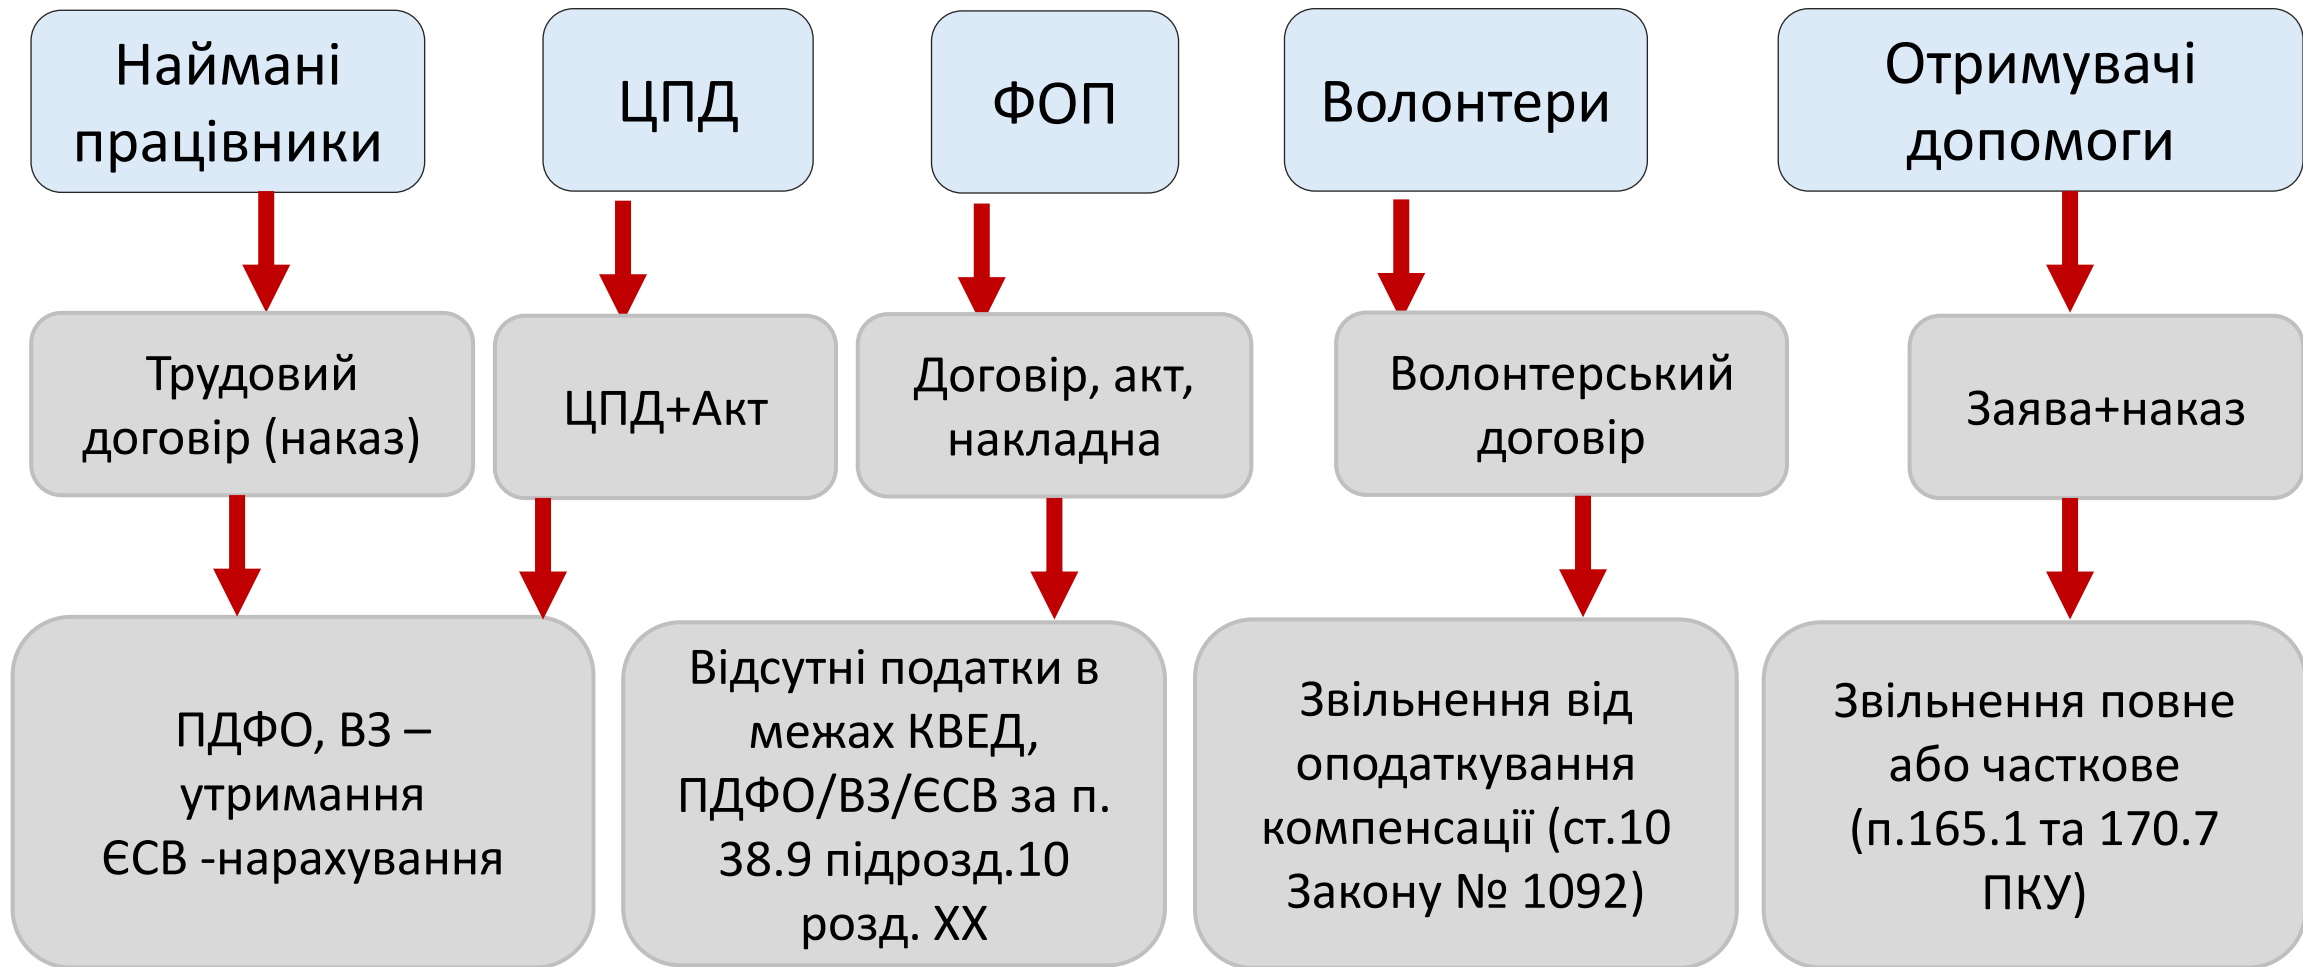 Наймані
працівники
ЦПД
ФОП
Волонтери
Отримувачі
допомоги
Трудовий
договір (наказ)
ЦПД+Акт
Договір, акт,
накладна
Волонтерський
договір
Заява+наказ
ПДФО, ВЗ –
утримання
ЄСВ -нарахування
Відсутні податки в
межах КВЕД,
ПДФО/ВЗ/ЄСВ за п.
38.9 підрозд.10
розд. ХХ
Звільнення від
оподаткування
компенсації (ст.10
Закону № 1092)
Звільнення повне
або часткове
(п.165.1 та 170.7
ПКУ)